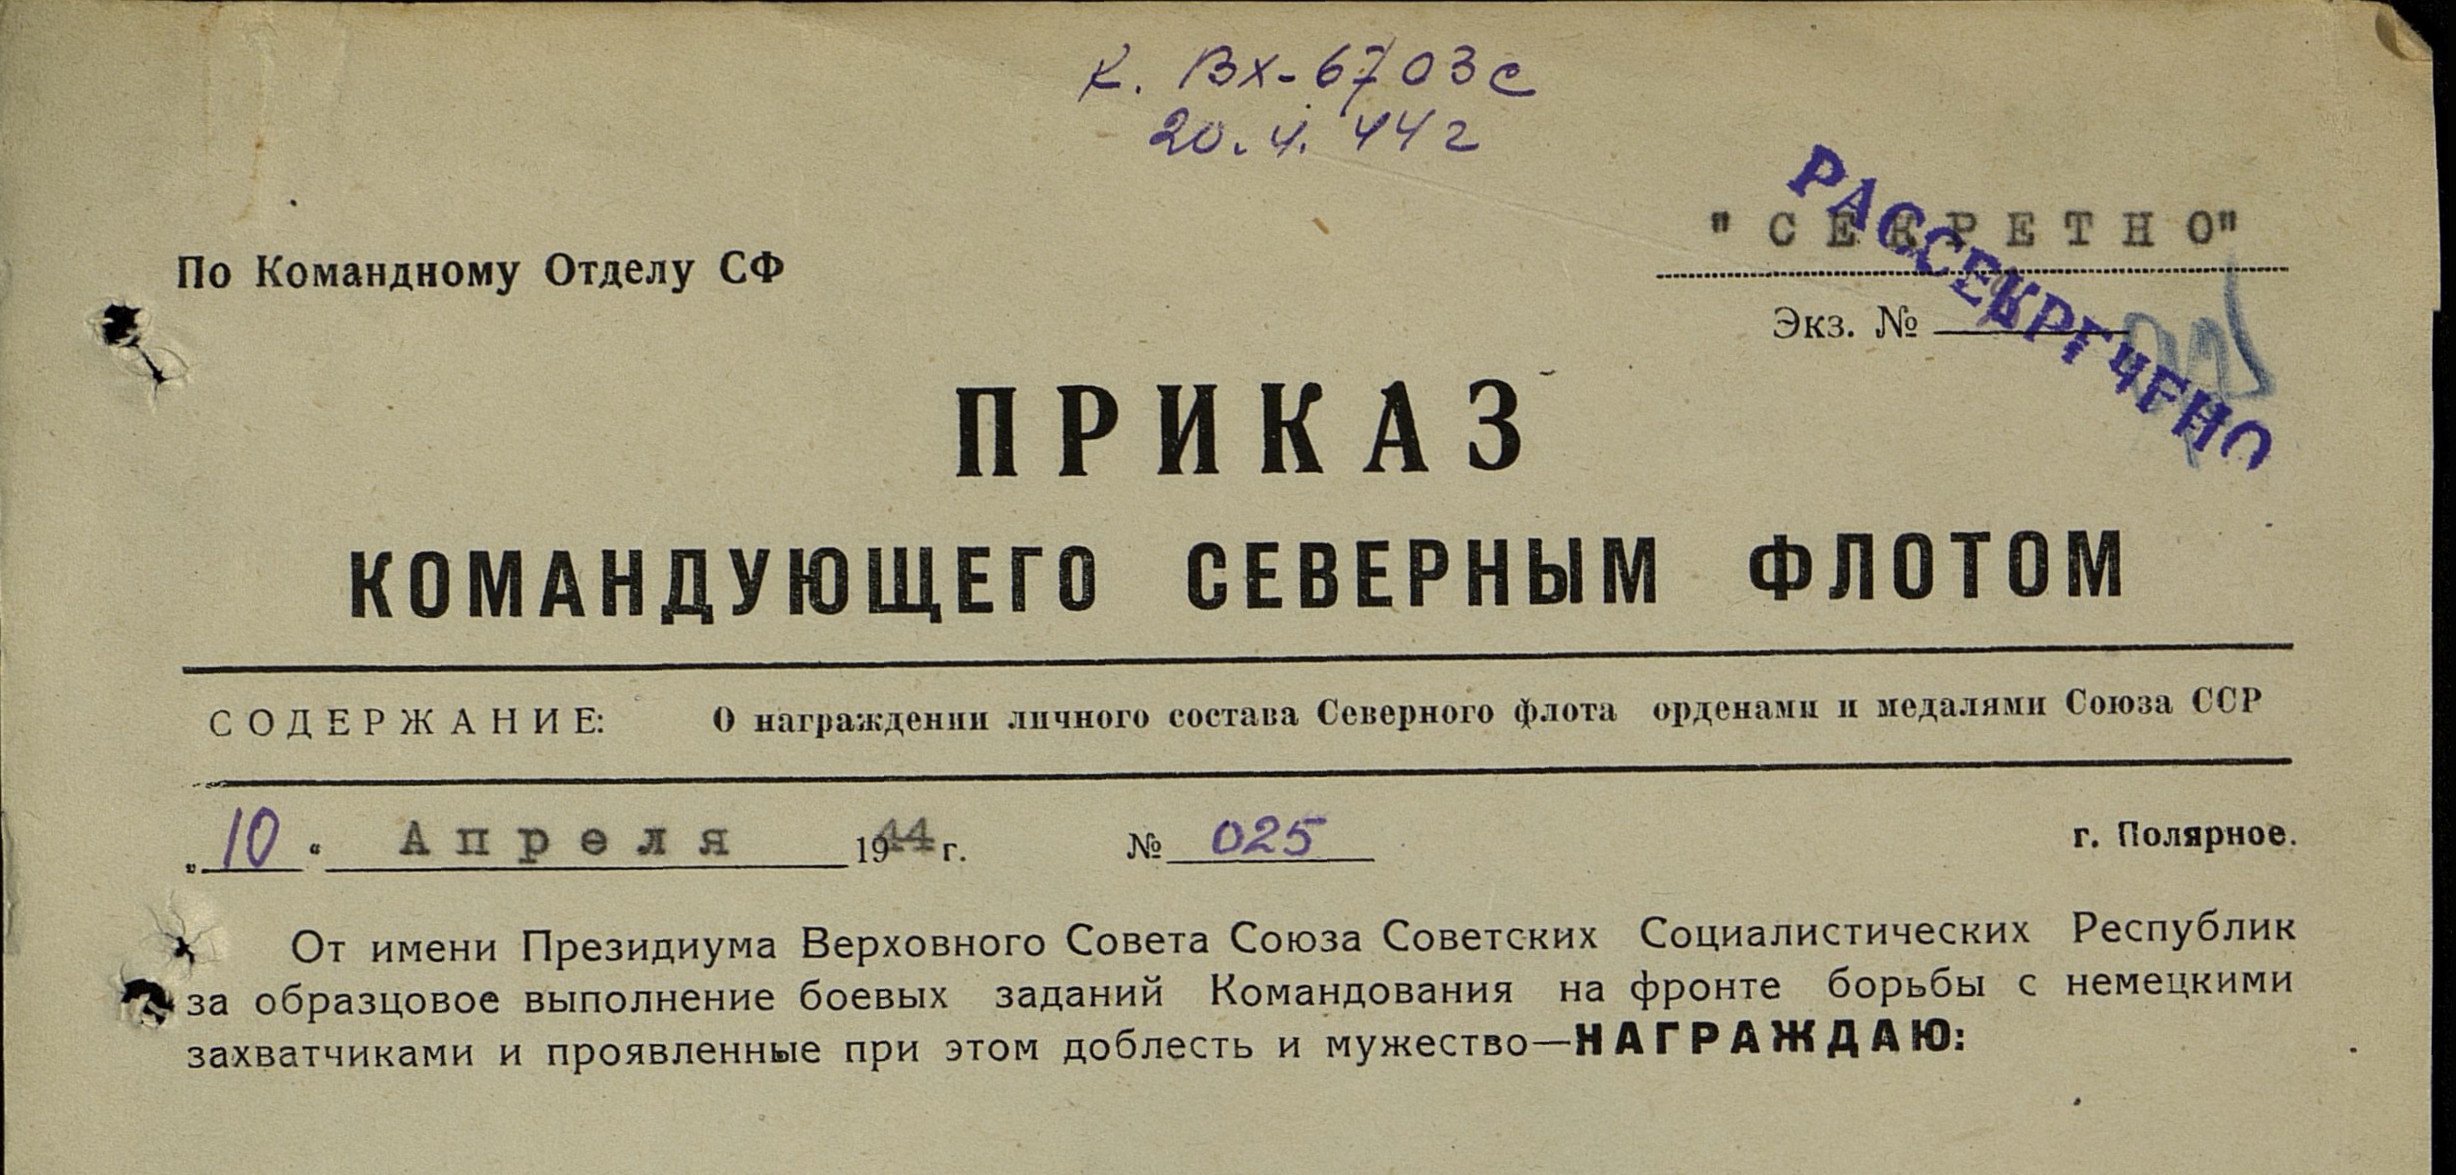 К. Вх-6703с
20.4.44г
"СЕКРЕТНО"
РАССЕКРЕЧЕНО
По Командному Отделу СФ
Экз. №
ПРИКАЗ
КОМАНДУЮЩЕГО СЕВЕРНЫМ ФЛОТОМ
СОДЕРЖАНИЕ: О награждении личного состава Северного флота орденами и медалями Союза ССР
„10“ Апреля 1944 г. № 025 г. Полярное.
От имени Президиума Верховного Совета Союза Советских Социалистических Республик
за образцовое выполнение боевых заданий Командования на фронте борьбы с немецкими
захватчиками и проявленные при этом доблесть и мужество—НАГРАЖДАЮ: